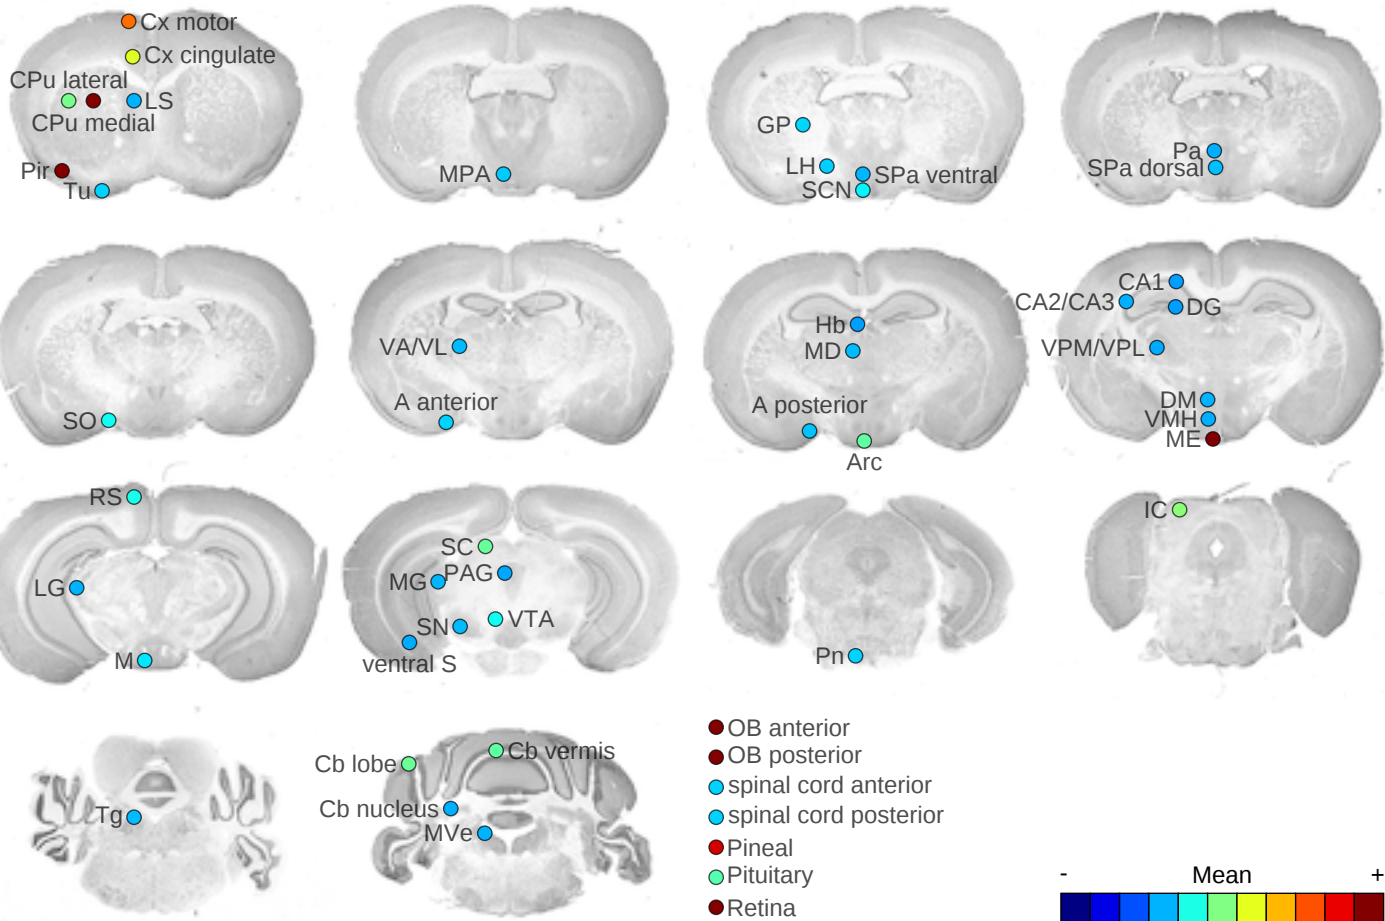 Cx motor
Cx cingulate
CPu lateral
LS
CPu medial
Pir
Tu
MPA
GP
LH
SPa ventral
SCN
Pa
SPa dorsal
SO
VA/VL
A anterior
Hb
MD
A posterior
Arc
CA1
CA2/CA3
DG
VPM/VPL
DM
VMH
ME
RS
LG
M
SC
MG
PAG
SN
VTA
ventral S
Pn
IC
Tg
Cb lobe
Cb vermis
Cb nucleus
MVe
OB anterior
OB posterior
spinal cord anterior
spinal cord posterior
Pineal
Pituitary
Retina
- Mean +